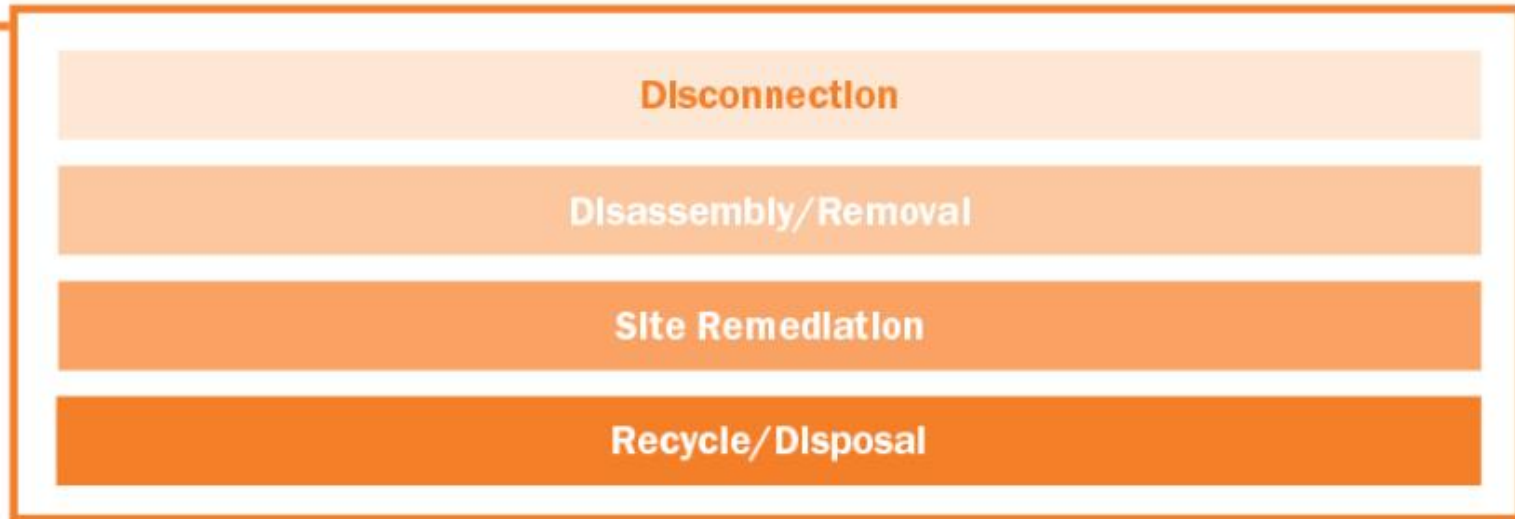 Disconnection
Disassembly/Removal
Site Remediation
Recycle/Disposal